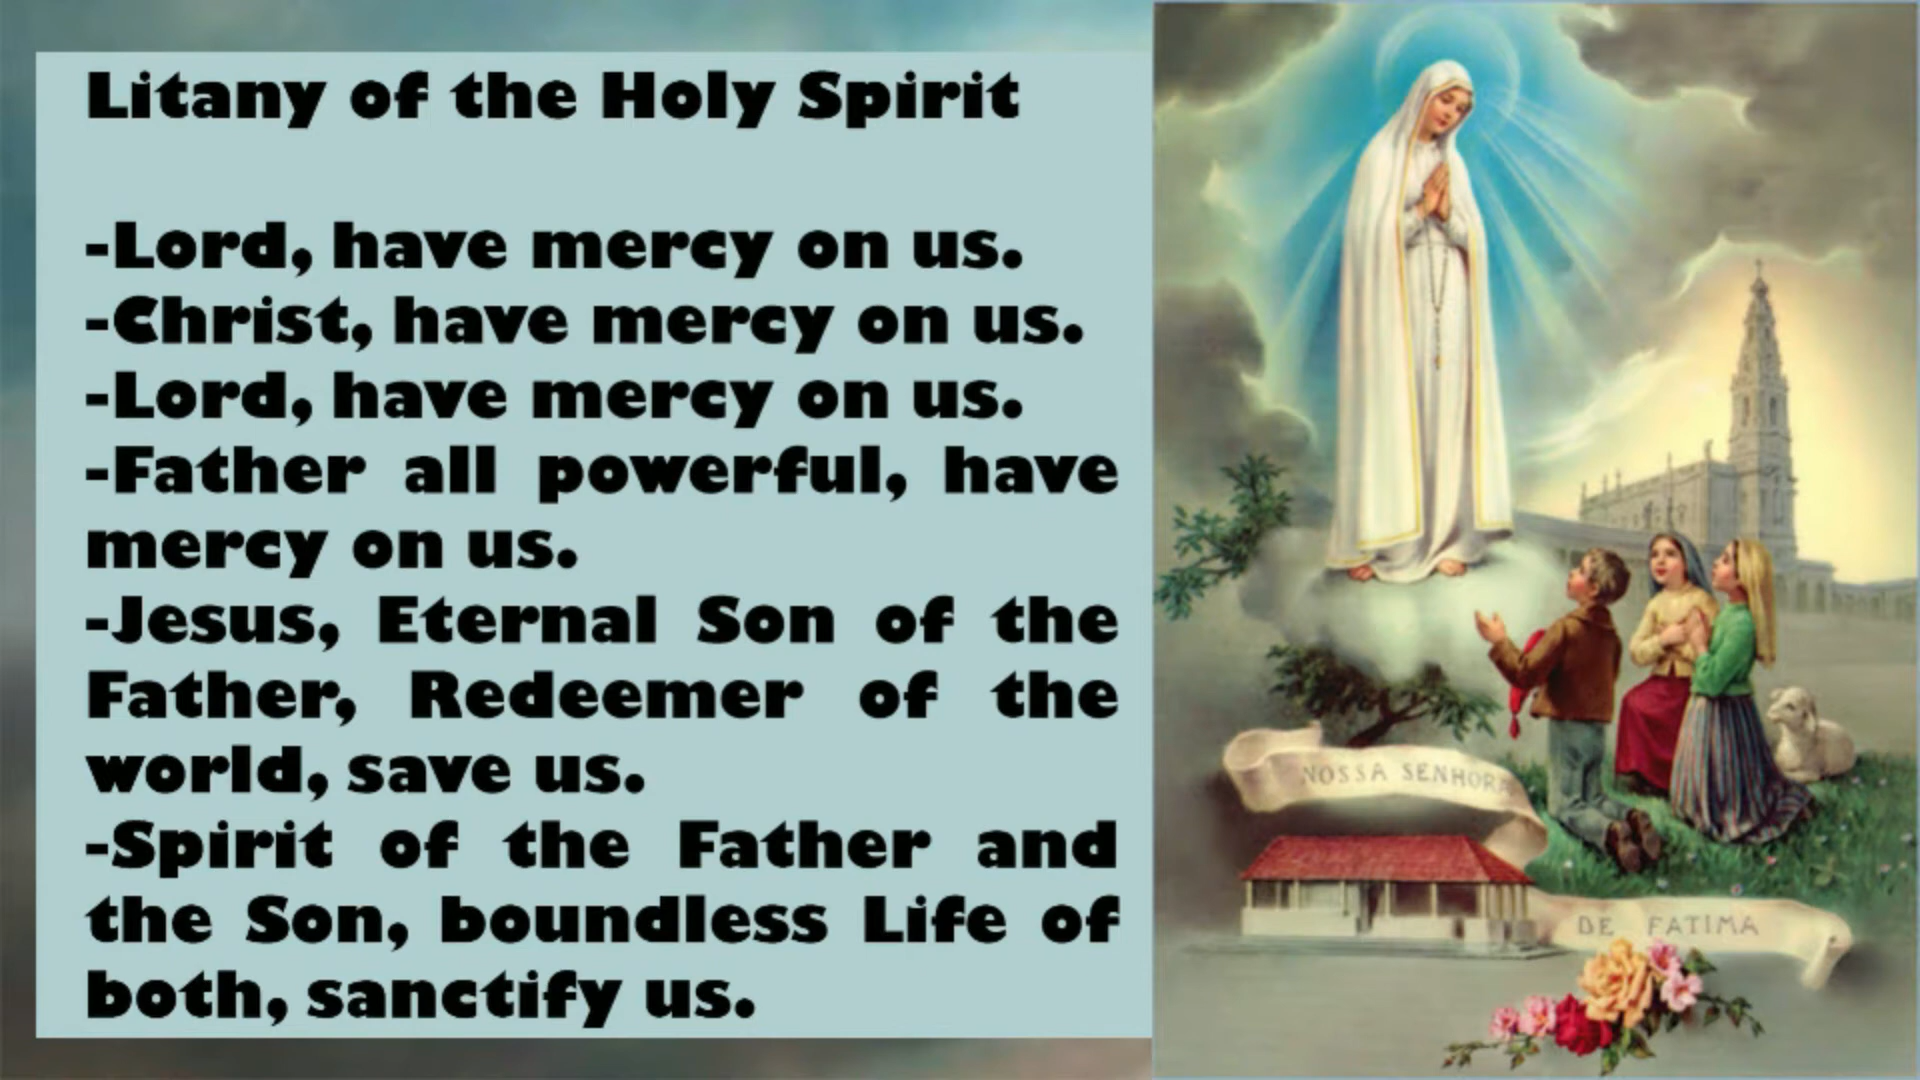 Litany of the Holy Spirit
-Lord, have mercy on us.
-Christ, have mercy on us.
-Lord, have mercy on us.
-Father all powerful, have
mercy on us.
-Jesus, Eternal Son of the
Father, Redeemer of the
world, save us.
-Spirit of the Father and
the Son, boundless Life of
both, sanctify us.
NOSSA SENHORA
DE FATIMA